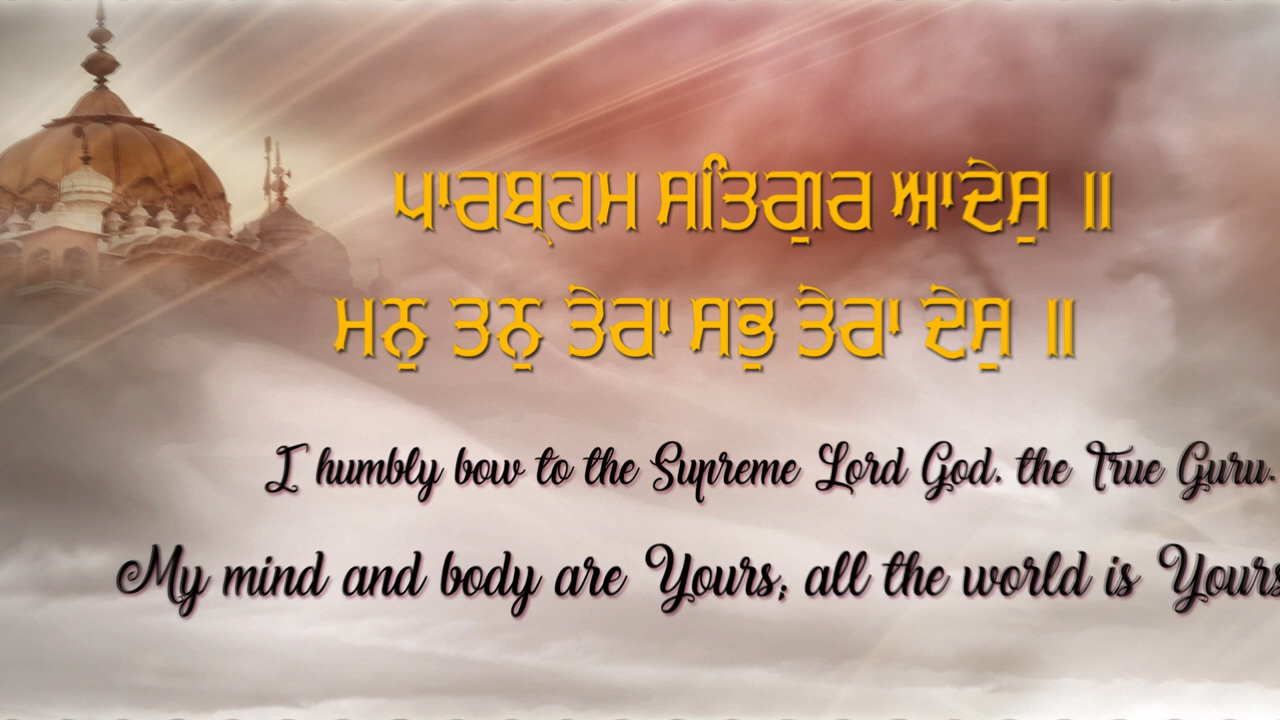 ਪਾਰਬ੍ਰਹਮ ਸਤਿਗੁਰ ਆਦੇਸੁ ॥
ਮਨੁ ਤਨੁ ਤੇਰਾ ਸਭੁ ਤੇਰਾ ਦੇਸੁ ॥
I humbly bow to the Supreme Lord God, the True Guru.
My mind and body are Yours; all the world is Yours